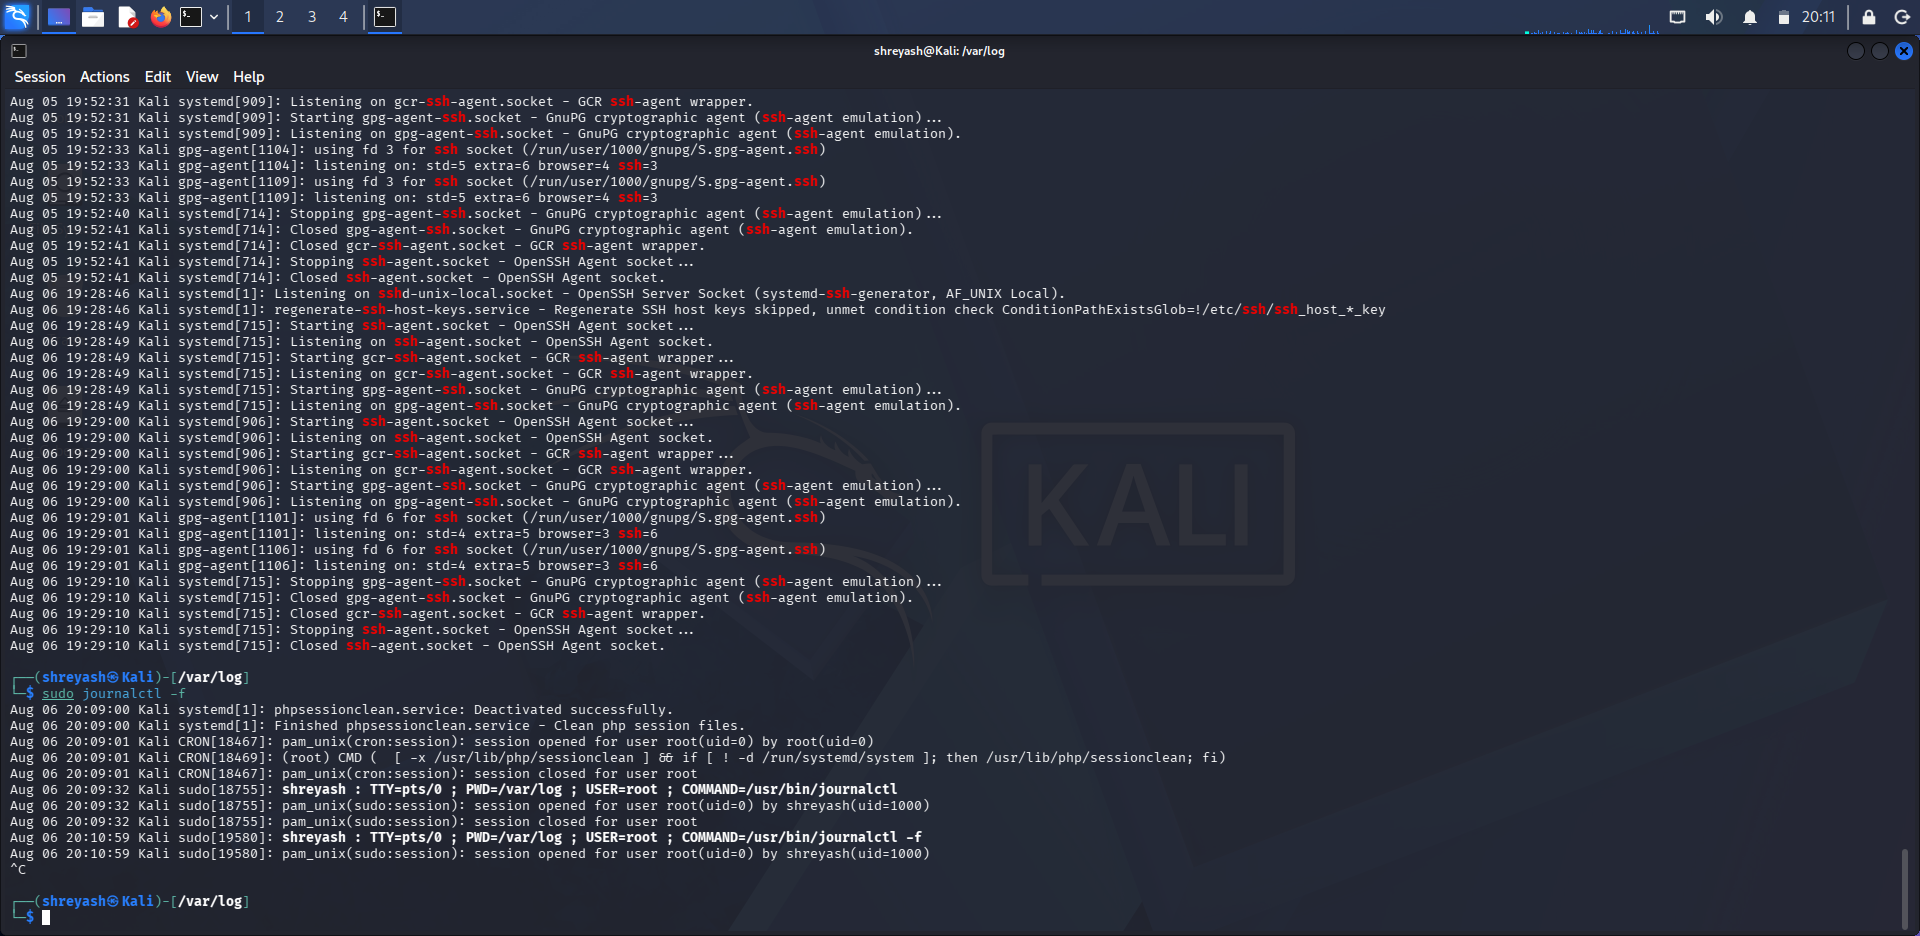 1 2 3 4 20:11
shreyash@Kali: /var/log
Session Actions Edit View Help
Aug 05 19:52:31 Kali systemd[909]: Listening on gcr-ssh-agent.socket - GCR ssh-agent wrapper.
Aug 05 19:52:31 Kali systemd[909]: Starting gpg-agent-ssh.socket - GnuPG cryptographic agent (ssh-agent emulation)...
Aug 05 19:52:31 Kali systemd[909]: Listening on gpg-agent-ssh.socket - GnuPG cryptographic agent (ssh-agent emulation).
Aug 05 19:52:33 Kali gpg-agent[1104]: using fd 3 for ssh socket (/run/user/1000/gnupg/S.gpg-agent.ssh)
Aug 05 19:52:33 Kali gpg-agent[1104]: listening on: std=5 extra=6 browser=4 ssh=3
Aug 05 19:52:33 Kali gpg-agent[1109]: using fd 3 for ssh socket (/run/user/1000/gnupg/S.gpg-agent.ssh)
Aug 05 19:52:33 Kali gpg-agent[1109]: listening on: std=5 extra=6 browser=4 ssh=3
Aug 05 19:52:40 Kali systemd[714]: Stopping gpg-agent-ssh.socket - GnuPG cryptographic agent (ssh-agent emulation)...
Aug 05 19:52:41 Kali systemd[714]: Closed gpg-agent-ssh.socket - GnuPG cryptographic agent (ssh-agent emulation).
Aug 05 19:52:41 Kali systemd[714]: Closed gcr-ssh-agent.socket - GCR ssh-agent wrapper.
Aug 05 19:52:41 Kali systemd[714]: Stopping ssh-agent.socket - OpenSSH Agent socket...
Aug 05 19:52:41 Kali systemd[714]: Closed ssh-agent.socket - OpenSSH Agent socket.
Aug 06 19:28:46 Kali systemd[1]: Listening on sshd-unix-local.socket - OpenSSH Server Socket (systemd-ssh-generator, AF_UNIX Local).
Aug 06 19:28:46 Kali systemd[1]: regenerate-ssh-host-keys.service - Regenerate SSH host keys skipped, unmet condition check ConditionPathExistsGlob=!/etc/ssh/ssh_host_*_key
Aug 06 19:28:49 Kali systemd[715]: Starting ssh-agent.socket - OpenSSH Agent socket...
Aug 06 19:28:49 Kali systemd[715]: Listening on ssh-agent.socket - OpenSSH Agent socket.
Aug 06 19:28:49 Kali systemd[715]: Starting gcr-ssh-agent.socket - GCR ssh-agent wrapper...
Aug 06 19:28:49 Kali systemd[715]: Listening on gcr-ssh-agent.socket - GCR ssh-agent wrapper.
Aug 06 19:28:49 Kali systemd[715]: Starting gpg-agent-ssh.socket - GnuPG cryptographic agent (ssh-agent emulation)...
Aug 06 19:28:49 Kali systemd[715]: Listening on gpg-agent-ssh.socket - GnuPG cryptographic agent (ssh-agent emulation).
Aug 06 19:29:00 Kali systemd[906]: Starting ssh-agent.socket - OpenSSH Agent socket...
Aug 06 19:29:00 Kali systemd[906]: Listening on ssh-agent.socket - OpenSSH Agent socket.
Aug 06 19:29:00 Kali systemd[906]: Starting gcr-ssh-agent.socket - GCR ssh-agent wrapper...
Aug 06 19:29:00 Kali systemd[906]: Listening on gcr-ssh-agent.socket - GCR ssh-agent wrapper.
Aug 06 19:29:00 Kali systemd[906]: Starting gpg-agent-ssh.socket - GnuPG cryptographic agent (ssh-agent emulation)...
Aug 06 19:29:00 Kali systemd[906]: Listening on gpg-agent-ssh.socket - GnuPG cryptographic agent (ssh-agent emulation).
Aug 06 19:29:01 Kali gpg-agent[1101]: using fd 6 for ssh socket (/run/user/1000/gnupg/S.gpg-agent.ssh)
Aug 06 19:29:01 Kali gpg-agent[1101]: listening on: std=4 extra=5 browser=3 ssh=6
Aug 06 19:29:01 Kali gpg-agent[1106]: using fd 6 for ssh socket (/run/user/1000/gnupg/S.gpg-agent.ssh)
Aug 06 19:29:01 Kali gpg-agent[1106]: listening on: std=4 extra=5 browser=3 ssh=6
Aug 06 19:29:10 Kali systemd[715]: Stopping gpg-agent-ssh.socket - GnuPG cryptographic agent (ssh-agent emulation)...
Aug 06 19:29:10 Kali systemd[715]: Closed gpg-agent-ssh.socket - GnuPG cryptographic agent (ssh-agent emulation).
Aug 06 19:29:10 Kali systemd[715]: Closed gcr-ssh-agent.socket - GCR ssh-agent wrapper.
Aug 06 19:29:10 Kali systemd[715]: Stopping ssh-agent.socket - OpenSSH Agent socket...
Aug 06 19:29:10 Kali systemd[715]: Closed ssh-agent.socket - OpenSSH Agent socket.
KALI
┌──(shreyash㉿Kali)-[/var/log]
└─$ sudo journalctl -f
Aug 06 20:09:00 Kali systemd[1]: phpsessionclean.service: Deactivated successfully.
Aug 06 20:09:00 Kali systemd[1]: Finished phpsessionclean.service - Clean php session files.
Aug 06 20:09:01 Kali CRON[18467]: pam_unix(cron:session): session opened for user root(uid=0) by root(uid=0)
Aug 06 20:09:01 Kali CRON[18469]: (root) CMD (  [ -x /usr/lib/php/sessionclean ] && if [ ! -d /run/systemd/system ]; then /usr/lib/php/sessionclean; fi)
Aug 06 20:09:01 Kali CRON[18467]: pam_unix(cron:session): session closed for user root
Aug 06 20:09:32 Kali sudo[18755]: shreyash : TTY=pts/0 ; PWD=/var/log ; USER=root ; COMMAND=/usr/bin/journalctl
Aug 06 20:09:32 Kali sudo[18755]: pam_unix(sudo:session): session opened for user root(uid=0) by shreyash(uid=1000)
Aug 06 20:09:32 Kali sudo[18755]: pam_unix(sudo:session): session closed for user root
Aug 06 20:10:59 Kali sudo[19580]: shreyash : TTY=pts/0 ; PWD=/var/log ; USER=root ; COMMAND=/usr/bin/journalctl -f
Aug 06 20:10:59 Kali sudo[19580]: pam_unix(sudo:session): session opened for user root(uid=0) by shreyash(uid=1000)
^C
┌──(shreyash㉿Kali)-[/var/log]
└─$